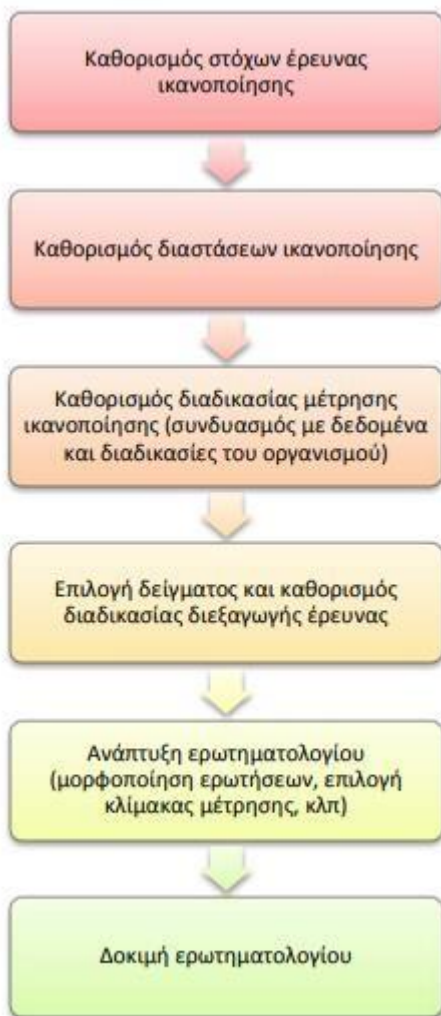 Καθορισμός στόχων έρευνας
ικανοποίησης
Καθορισμός διαστάσεων ικανοποίησης
Καθορισμός διαδικασίας μέτρησης
ικανοποίησης (συνδυασμός με δεδομένα
και διαδικασίες του οργανισμού)
Επιλογή δείγματος και καθορισμός
διαδικασίας διεξαγωγής έρευνας
Ανάπτυξη ερωτηματολογίου
(μορφοποίηση ερωτήσεων, επιλογή
κλίμακας μέτρησης, κλπ)
Δοκιμή ερωτηματολογίου